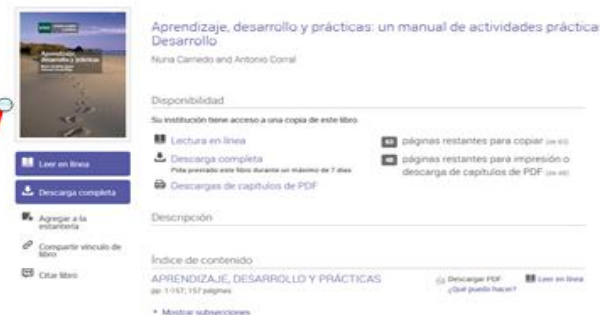 Aprendizaje, desarrollo y prácticas: un manual de actividades práctica
Desarrollo
Nuria Carriedo and Antonio Corral
Disponibilidad
Su institución tiene acceso a una copia de este libro.
Lectura en línea
Descarga completa
Pida prestado este libro durante un máximo de 7 días
Descargas de capítulos de PDF
páginas restantes para copiar
páginas restantes para impresión o
descarga de capítulos de PDF
Leer en línea
Descarga completa
Agregar a la
estantería
Compartir vínculo de
libro
Citar libro
Descripción
Índice de contenido
APRENDIZAJE, DESARROLLO Y PRÁCTICAS
pp. 1-157; 157 páginas
Descargar PDF
¿Qué puedo hacer?
Leer en línea
Mostrar subsecciones